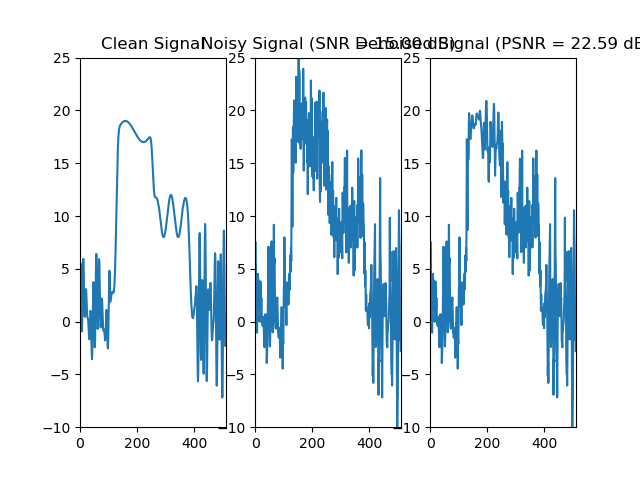 Clean Signal
Noisy Signal (SNR = 15.00 dB)
Denoised Signal (PSNR = 22.59 dB
25 25 25
20 20 20
15 15 15
10 10 10
5 5 5
0 0 0
−5 −5 −5
−10 −10 −10
0 200 400 0 200 400 0 200 400